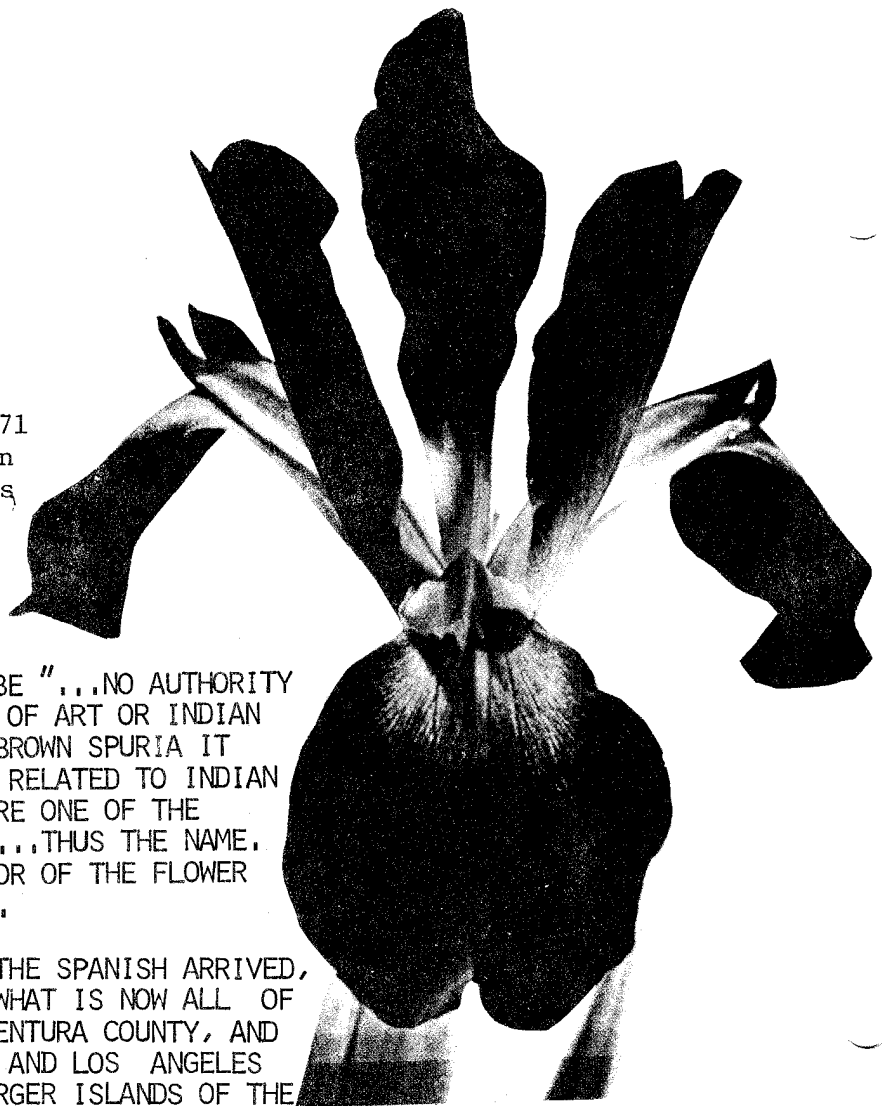 71
n
s
BE "...NO AUTHORITY
OF ART OR INDIAN
BROWN SPURIA IT
RELATED TO INDIAN
RE ONE OF THE
...THUS THE NAME.
OR OF THE FLOWER
.
THE SPANISH ARRIVED,
WHAT IS NOW ALL OF
ENTURA COUNTY, AND
AND LOS ANGELES
RGER ISLANDS OF THE